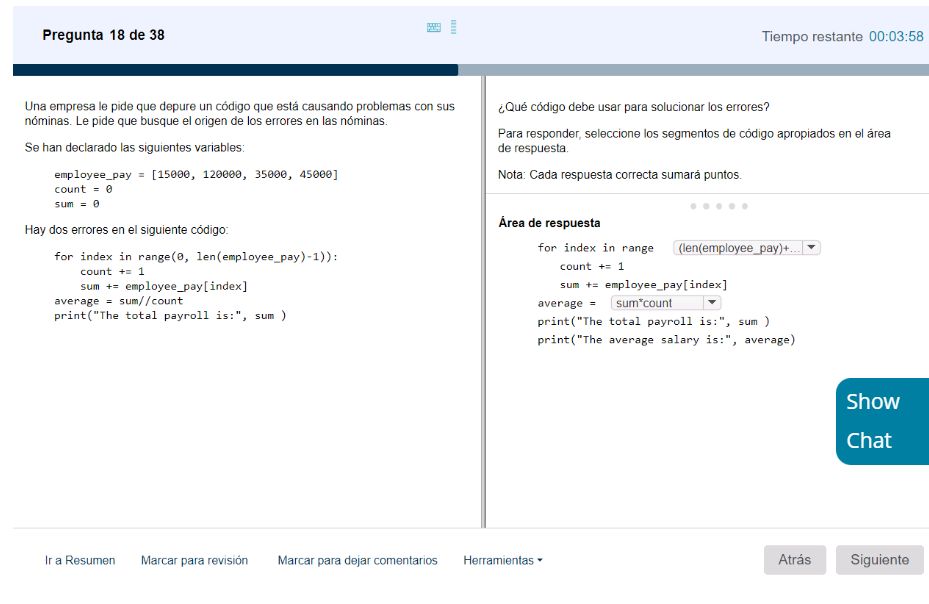 Pregunta 18 de 38
Tiempo restante 00:03:58
Una empresa le pide que depure un código que está causando problemas con sus
nóminas. Le pide que busque el origen de los errores en las nóminas.
Se han declarado las siguientes variables:
employee_pay = [15000, 120000, 35000, 45000]
count = 0
sum = 0
Hay dos errores en el siguiente código:
for index in range(0, len(employee_pay)-1)):
    count += 1
    sum += employee_pay[index]
average = sum//count
print("The total payroll is:", sum )
¿Qué código debe usar para solucionar los errores?
Para responder, seleccione los segmentos de código apropiados en el área
de respuesta.
Nota: Cada respuesta correcta sumará puntos.
Área de respuesta
for index in range (len(employee_pay)+...
    count += 1
    sum += employee_pay[index]
average = sum*count
print("The total payroll is:", sum )
print("The average salary is:", average)
Show
Chat
Ir a Resumen Marcar para revisión Marcar para dejar comentarios Herramientas Atrás Siguiente